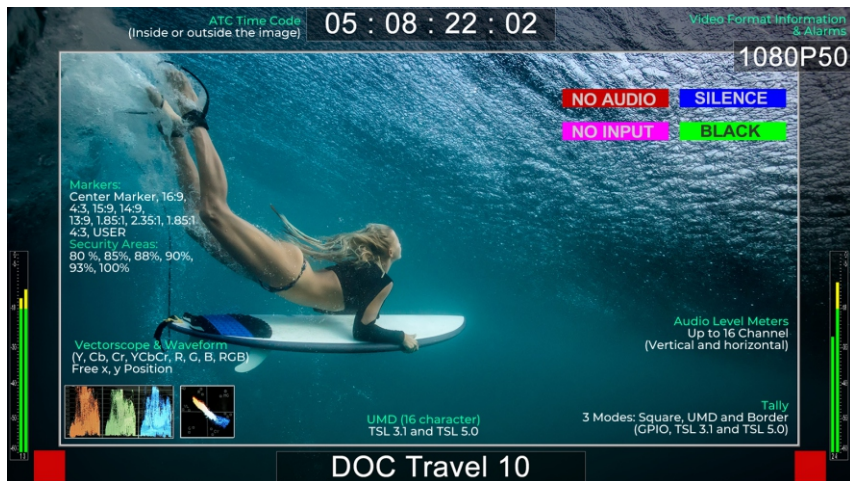 ATC Time Code
(Inside or outside the image)
05 : 08 : 22 : 02
Video Format Information
& Alarms
1080P50
NO AUDIO
SILENCE
NO INPUT
BLACK
Markers:
Center Marker, 16:9,
4:3, 15:9, 14:9,
13:9, 1.85:1, 2.35:1, 1.85:1
4:3, USER
Security Areas:
80 %, 85%, 88%, 90%,
93%, 100%
Audio Level Meters
Up to 16 Channel
(Vertical and horizontal)
Vectorscope & Waveform
(Y, Cb, Cr, YCbCr, R, G, B, RGB)
Free x, y Position
UMD (16 character)
TSL 3.1 and TSL 5.0
Tally
3 Modes: Square, UMD and Border
(GPIO, TSL 3.1 and TSL 5.0)
DOC Travel 10